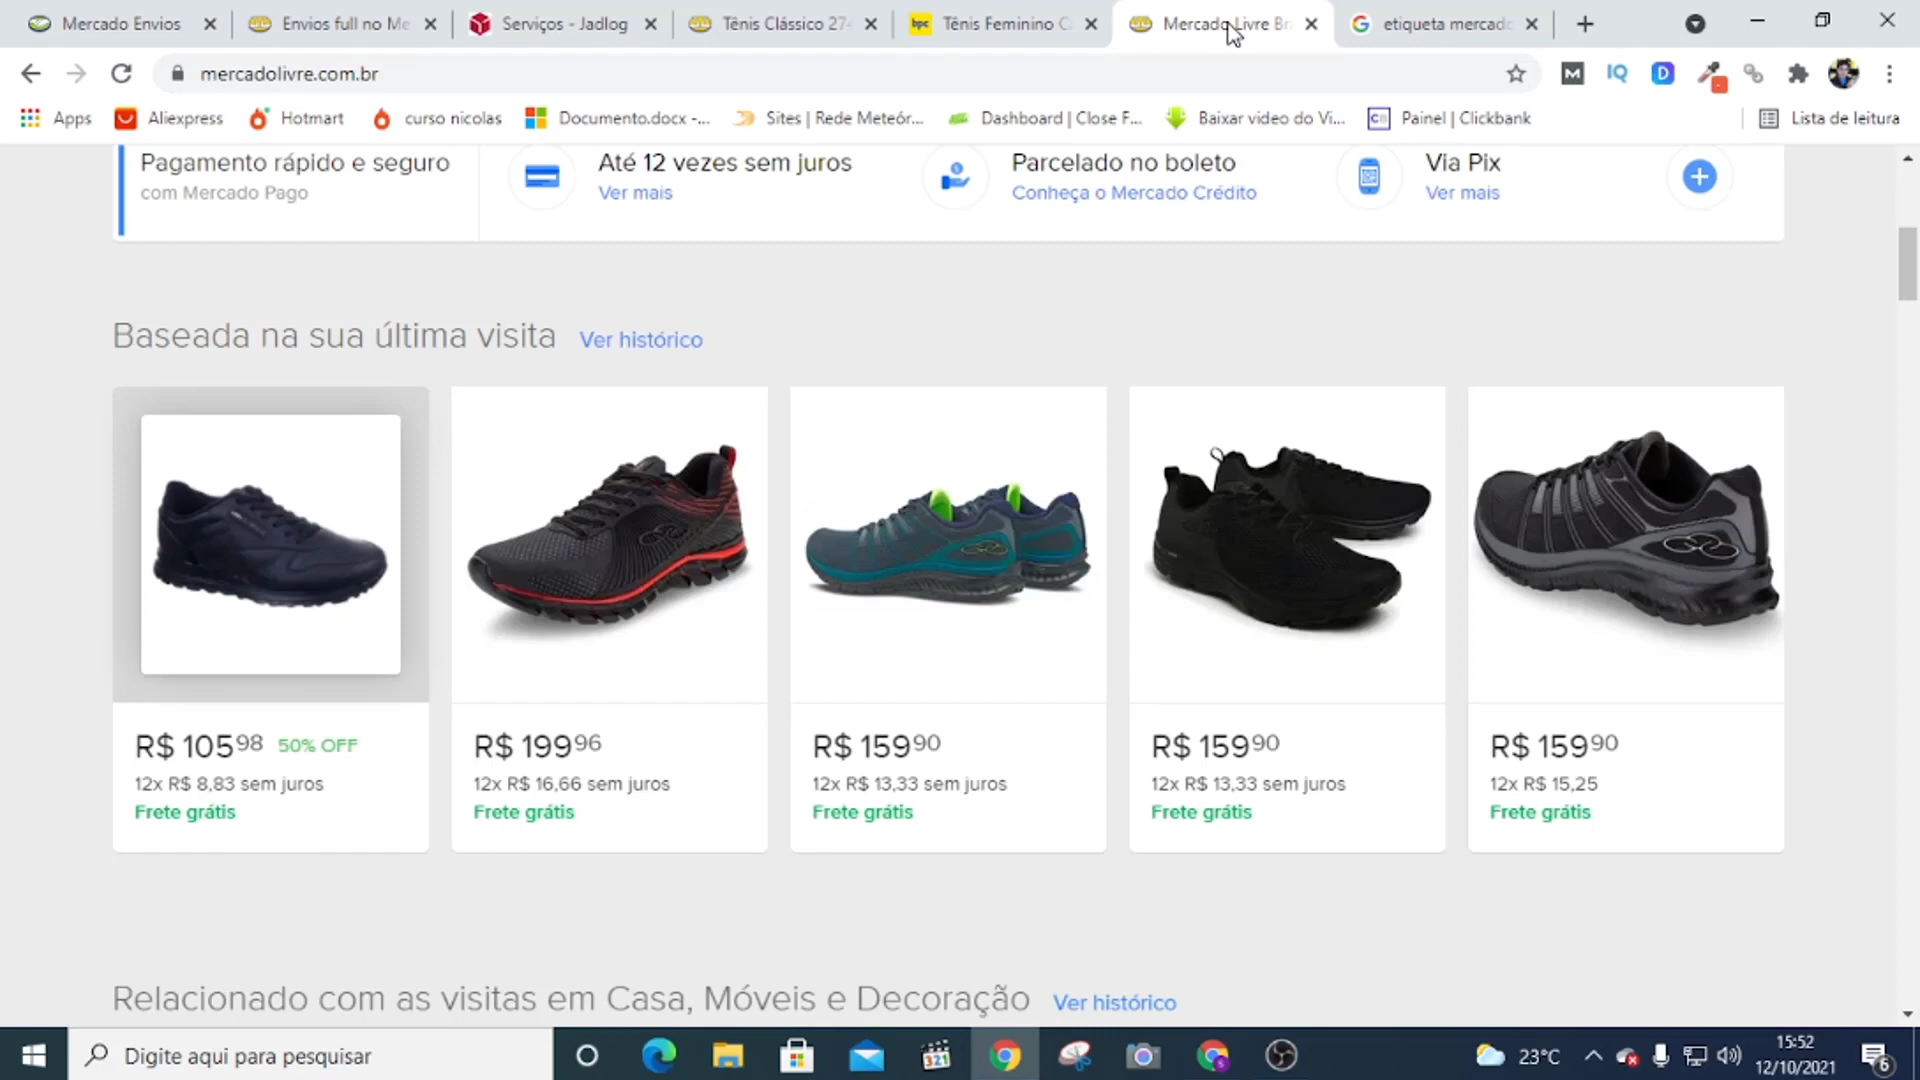 Mercado Envios
Envios full no Me
Serviços - Jadlog
Tênis Clássico 274
bpc
Tênis Feminino C
Mercado Livre Br
etiqueta mercado
mercadolivre.com.br
M
IQ
D
Apps
Aliexpress
Hotmart
curso nicolas
Documento.docx -...
Sites | Rede Meteór...
Dashboard | Close F...
Baixar video do Vi...
CB
Painel | Clickbank
Lista de leitura
Pagamento rápido e seguro
com Mercado Pago
Até 12 vezes sem juros
Ver mais
Parcelado no boleto
Conheça o Mercado Crédito
Via Pix
Ver mais
Baseada na sua última visita
Ver histórico
R$ 105 98 50% OFF
12x R$ 8,83 sem juros
Frete grátis
R$ 199 96
12x R$ 16,66 sem juros
Frete grátis
R$ 159 90
12x R$ 13,33 sem juros
Frete grátis
R$ 159 90
12x R$ 13,33 sem juros
Frete grátis
R$ 159 90
12x R$ 15,25
Frete grátis
Relacionado com as visitas em Casa, Móveis e Decoração
Ver histórico
Digite aqui para pesquisar
321
23°C
15:52
12/10/2021
6